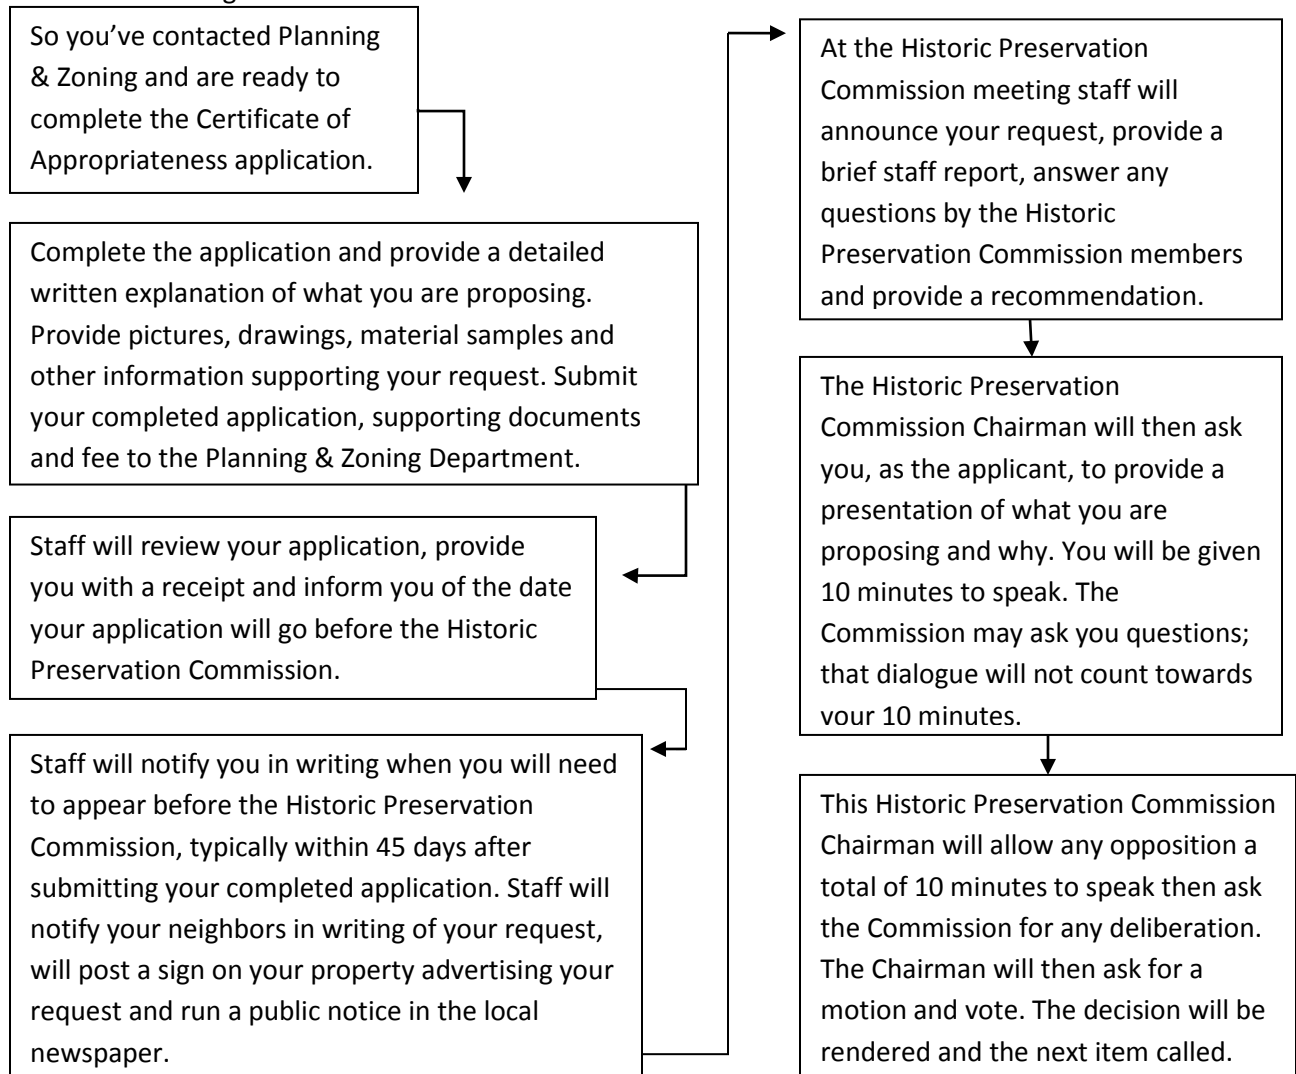 So you’ve contacted Planning
& Zoning and are ready to
complete the Certificate of
Appropriateness application.
Complete the application and provide a detailed
written explanation of what you are proposing.
Provide pictures, drawings, material samples and
other information supporting your request. Submit
your completed application, supporting documents
and fee to the Planning & Zoning Department.
Staff will review your application, provide
you with a receipt and inform you of the date
your application will go before the Historic
Preservation Commission.
Staff will notify you in writing when you will need
to appear before the Historic Preservation
Commission, typically within 45 days after
submitting your completed application. Staff will
notify your neighbors in writing of your request,
will post a sign on your property advertising your
request and run a public notice in the local
newspaper.
At the Historic Preservation
Commission meeting staff will
announce your request, provide a
brief staff report, answer any
questions by the Historic
Preservation Commission members
and provide a recommendation.
The Historic Preservation
Commission Chairman will then ask
you, as the applicant, to provide a
presentation of what you are
proposing and why. You will be given
10 minutes to speak. The
Commission may ask you questions;
that dialogue will not count towards
your 10 minutes.
This Historic Preservation Commission
Chairman will allow any opposition a
total of 10 minutes to speak then ask
the Commission for any deliberation.
The Chairman will then ask for a
motion and vote. The decision will be
rendered and the next item called.